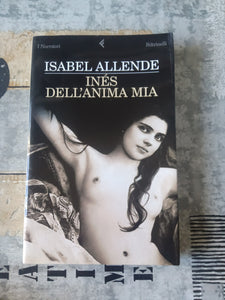 I Narratori
Feltrinelli
ISABEL ALLENDE
INÉS
DELL'ANIMA MIA